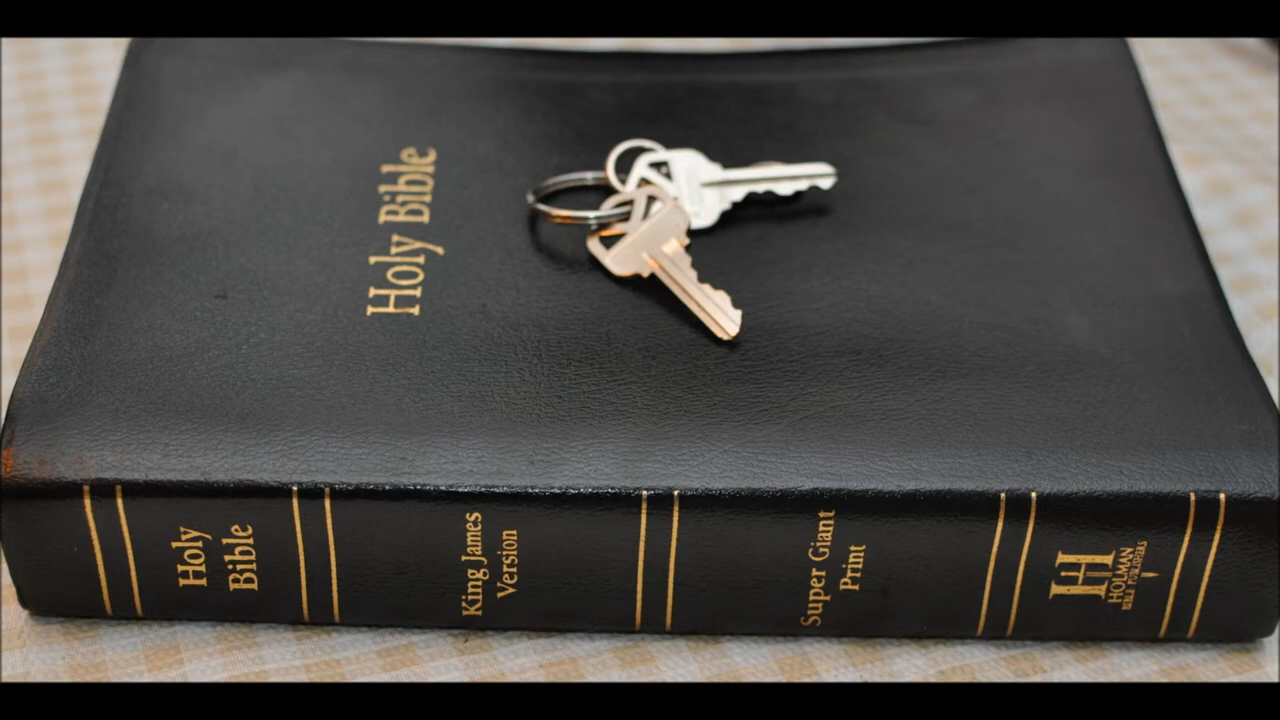 Holy Bible
Holy
Bible
King James
Version
Super Giant
Print
HOLMAN
BIBLE PUBLISHERS